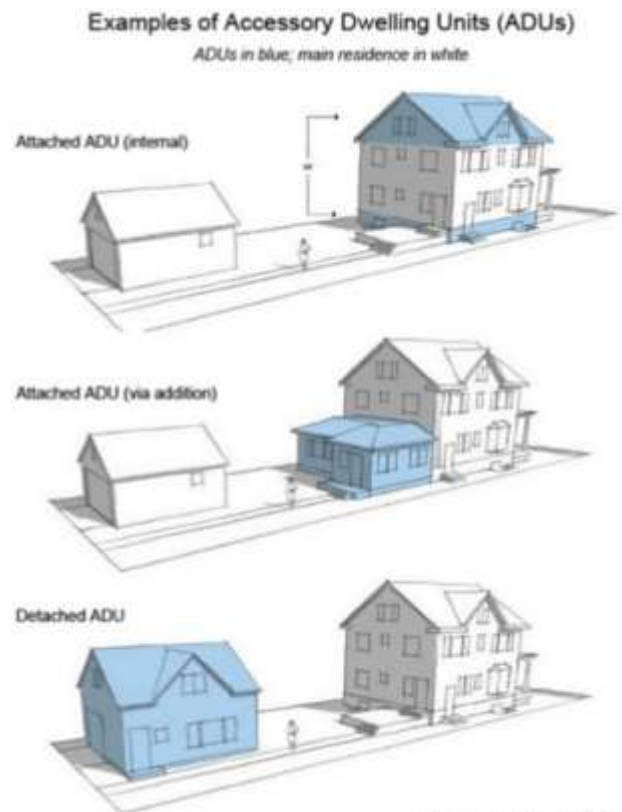 Examples of Accessory Dwelling Units (ADUs)
ADUs in blue; main residence in white
Attached ADU (internal)
or
Attached ADU (via addition)
Detached ADU